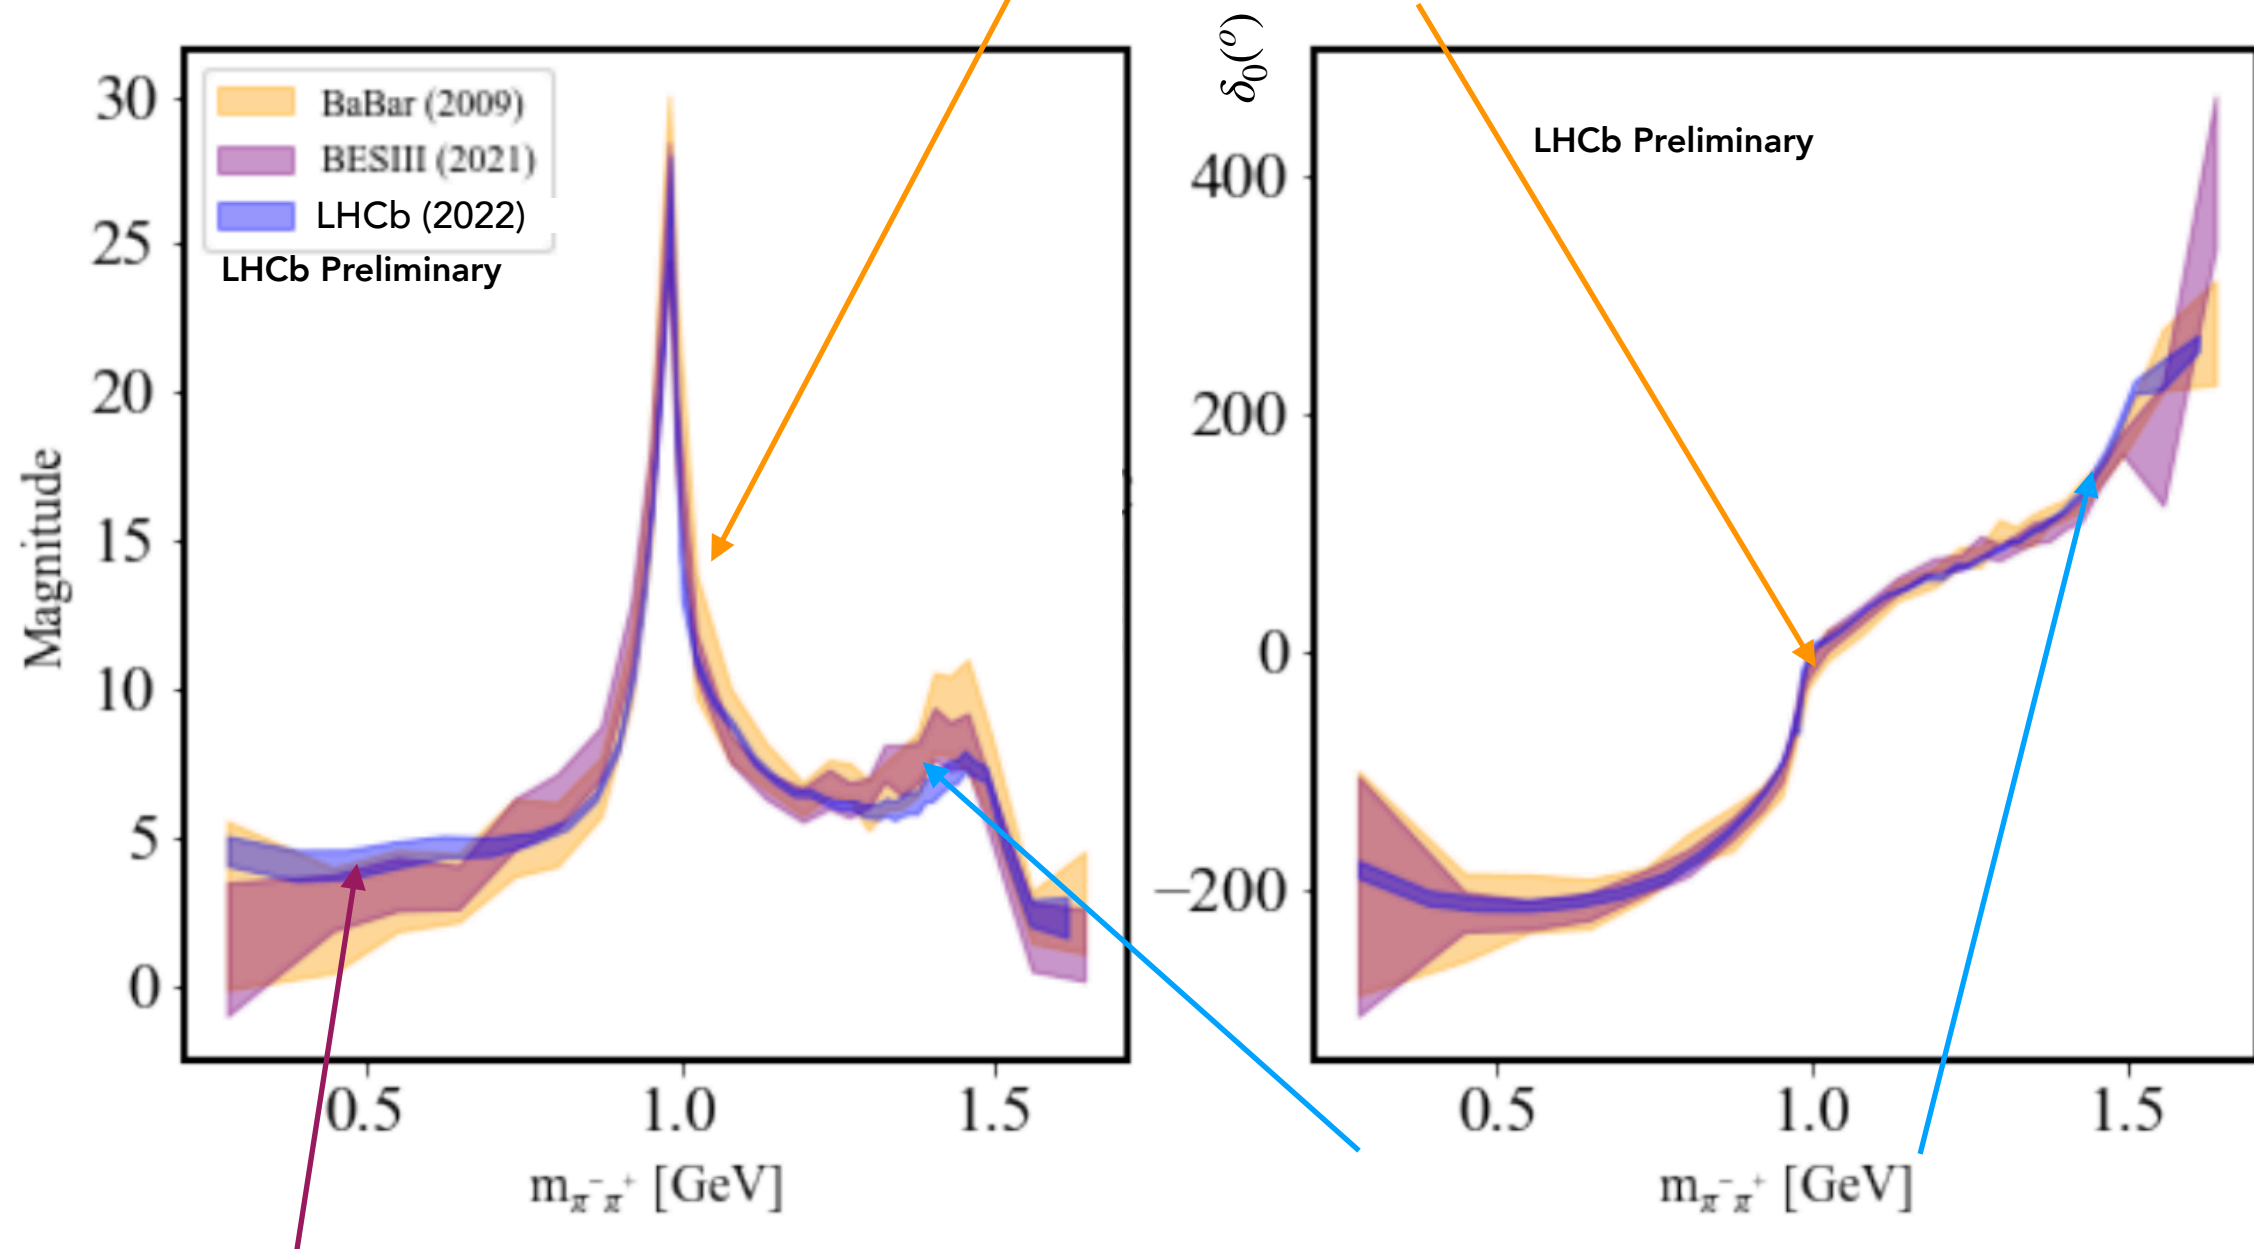 30
25
20
15
10
5
0
Magnitude
BaBar (2009)
BESIII (2021)
LHCb (2022)
LHCb Preliminary
0.5 1.0 1.5
m_{π⁻π⁺} [GeV]
δ₀(°)
400
200
0
−200
LHCb Preliminary
0.5 1.0 1.5
m_{π⁻π⁺} [GeV]